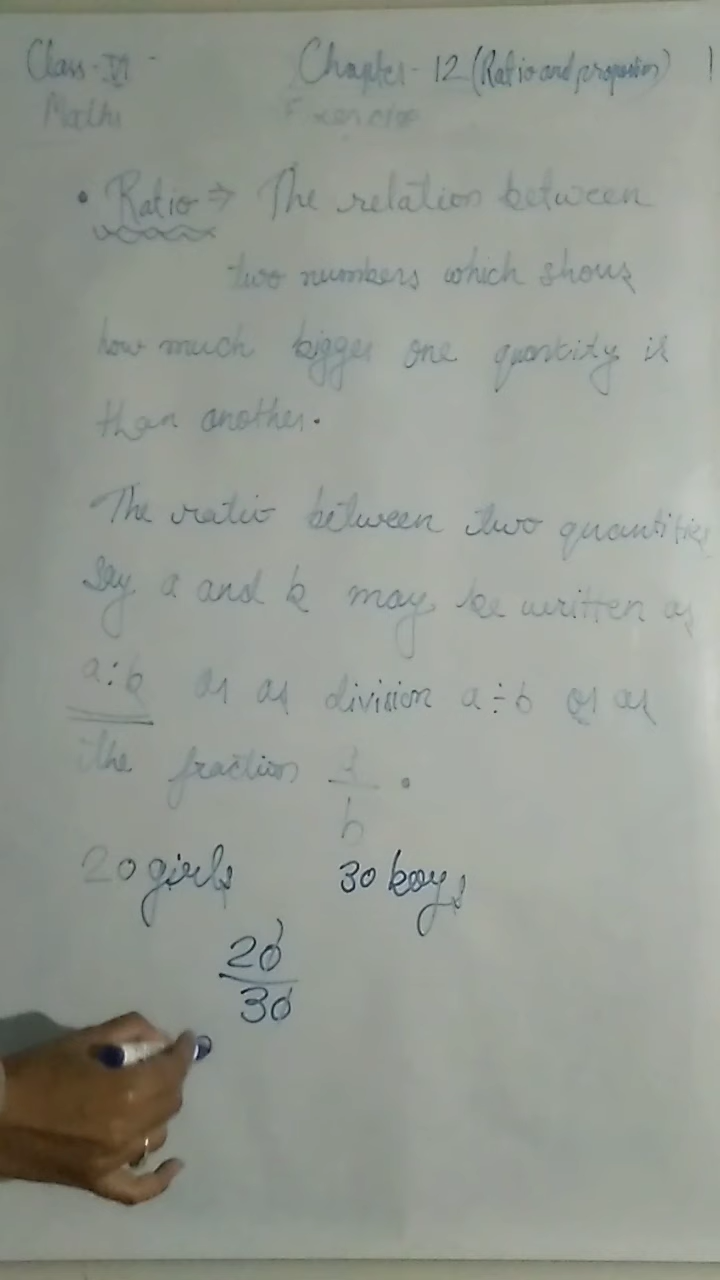 Class-VI Chapter-12 (Ratio and proportion) 1
Maths Exercise
• Ratio ⇒ The relation between
two numbers which shows
how much bigger one quantity is
than another.
The ratio between two quantities
say a and b may be written as
a:b or as division a÷b or as
the fraction a/b.
20 girls 30 boys
20
30